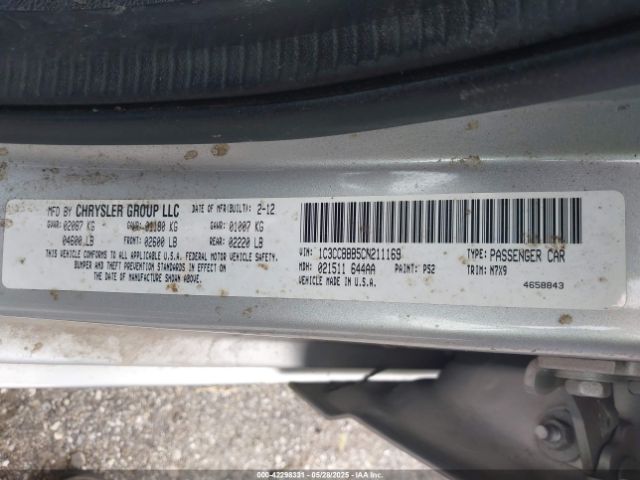 MFD BY CHRYSLER GROUP LLC DATE OF MFR(BUILT): 2-12
GVWR: 02087 KG GAWR: 01180 KG GAWR: 01007 KG
04600 LB FRONT: 02600 LB REAR: 02220 LB
THIS VEHICLE CONFORMS TO ALL APPLICABLE U.S.A. FEDERAL MOTOR VEHICLE SAFETY,
BUMPER AND THEFT PREVENTION STANDARDS IN EFFECT ON
THE DATE OF MANUFACTURE SHOWN ABOVE.
VIN: 1C3CCBBB5CN211169 TYPE: PASSENGER CAR
MDH: 021511 644AA PAINT: PS2 TRIM: N7X9
VEHICLE MADE IN U.S.A.
4658843
000-42298331 - 05/28/2025 - IAAI.COM